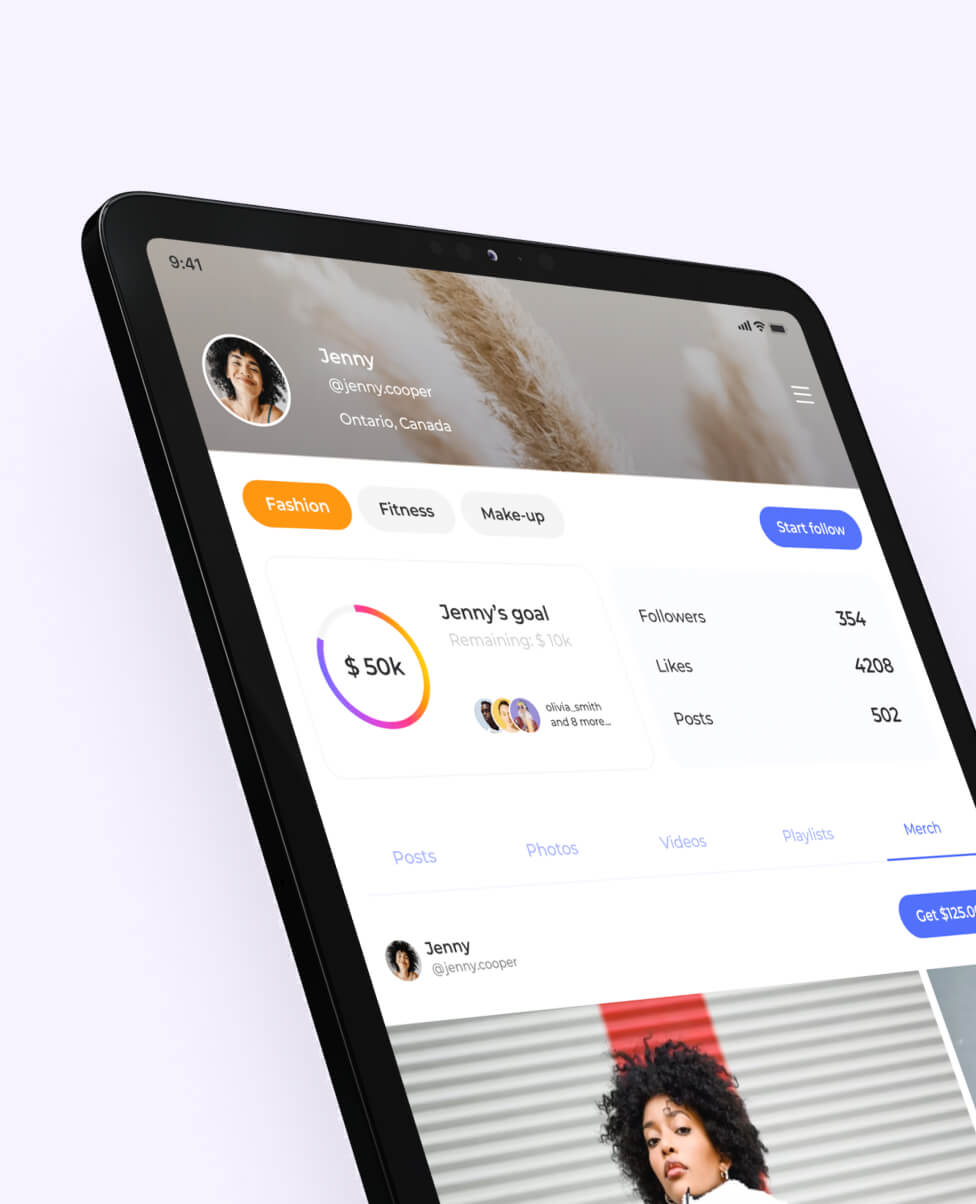 9:41
Jenny
@jenny.cooper
Ontario, Canada
Fashion
Fitness
Make-up
Start follow
$ 50k
Jenny's goal
Remaining: $ 10k
olivia_smith
and 8 more...
Followers
354
Likes
4208
Posts
502
Posts
Photos
Videos
Playlists
Merch
Jenny
@jenny.cooper
Get $125.0